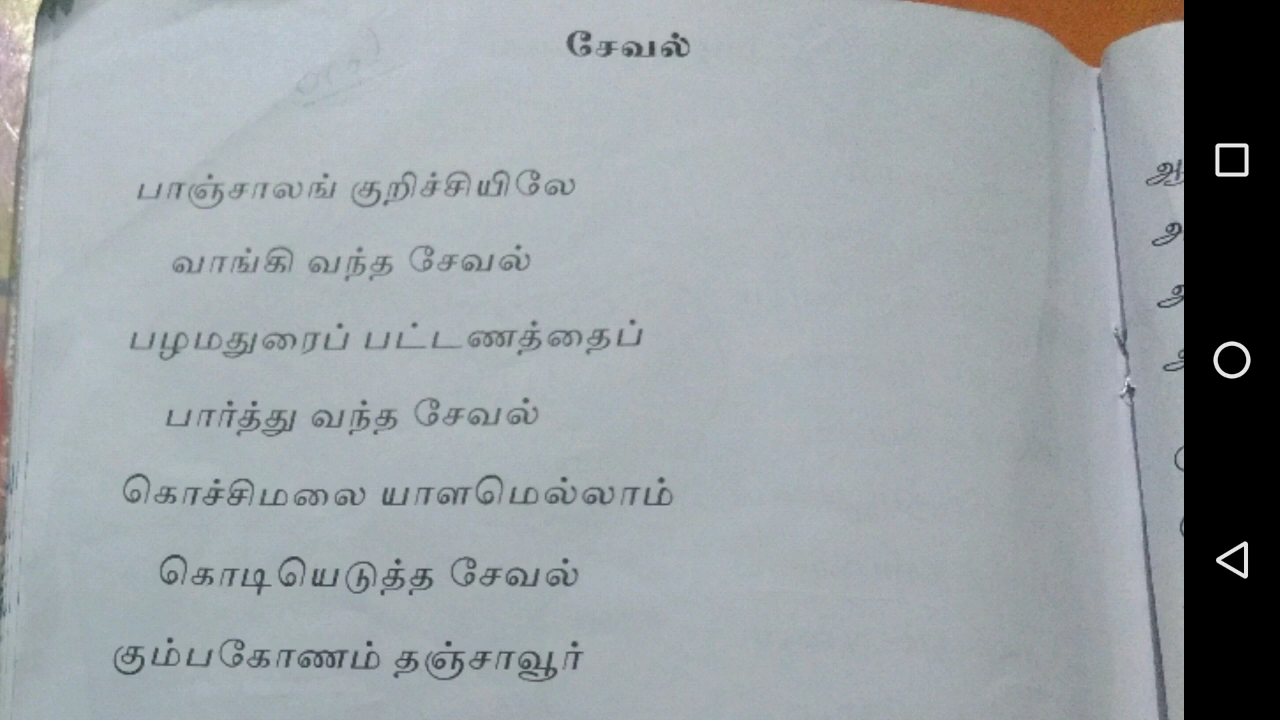 சேவல்
பாஞ்சாலங் குறிச்சியிலே
வாங்கி வந்த சேவல்
பழமதுரைப் பட்டணத்தைப்
பார்த்து வந்த சேவல்
கொச்சிமலை யாளமெல்லாம்
கொடியெடுத்த சேவல்
கும்பகோணம் தஞ்சாவூர்